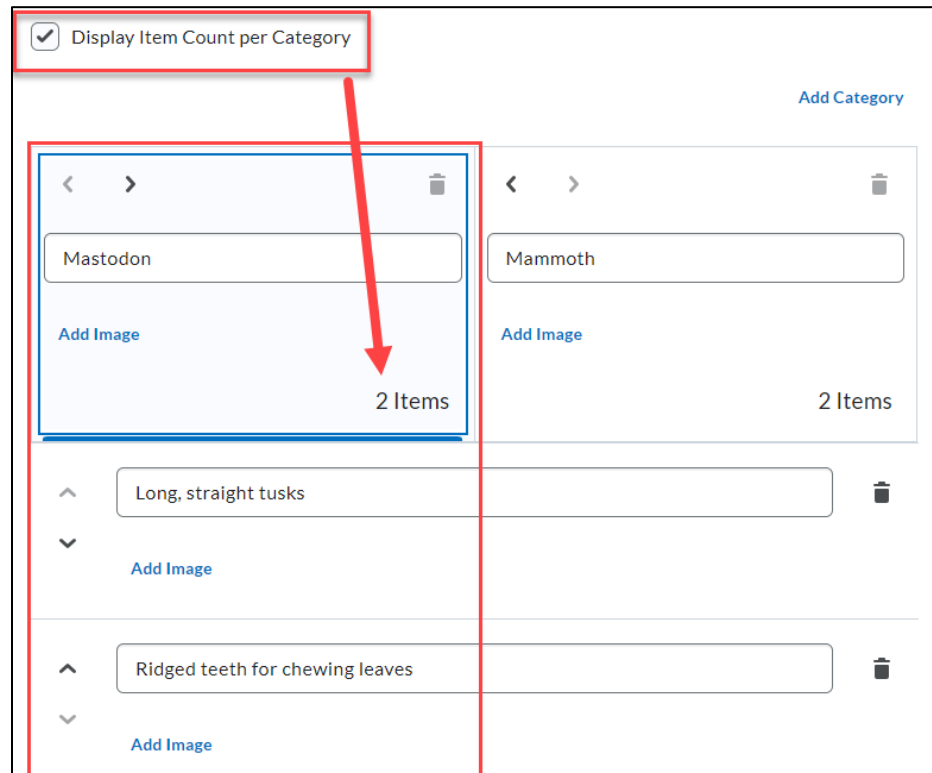 Display Item Count per Category
Add Category
Mastodon
Mammoth
Add Image
Add Image
2 Items
2 Items
Long, straight tusks
Add Image
Ridged teeth for chewing leaves
Add Image